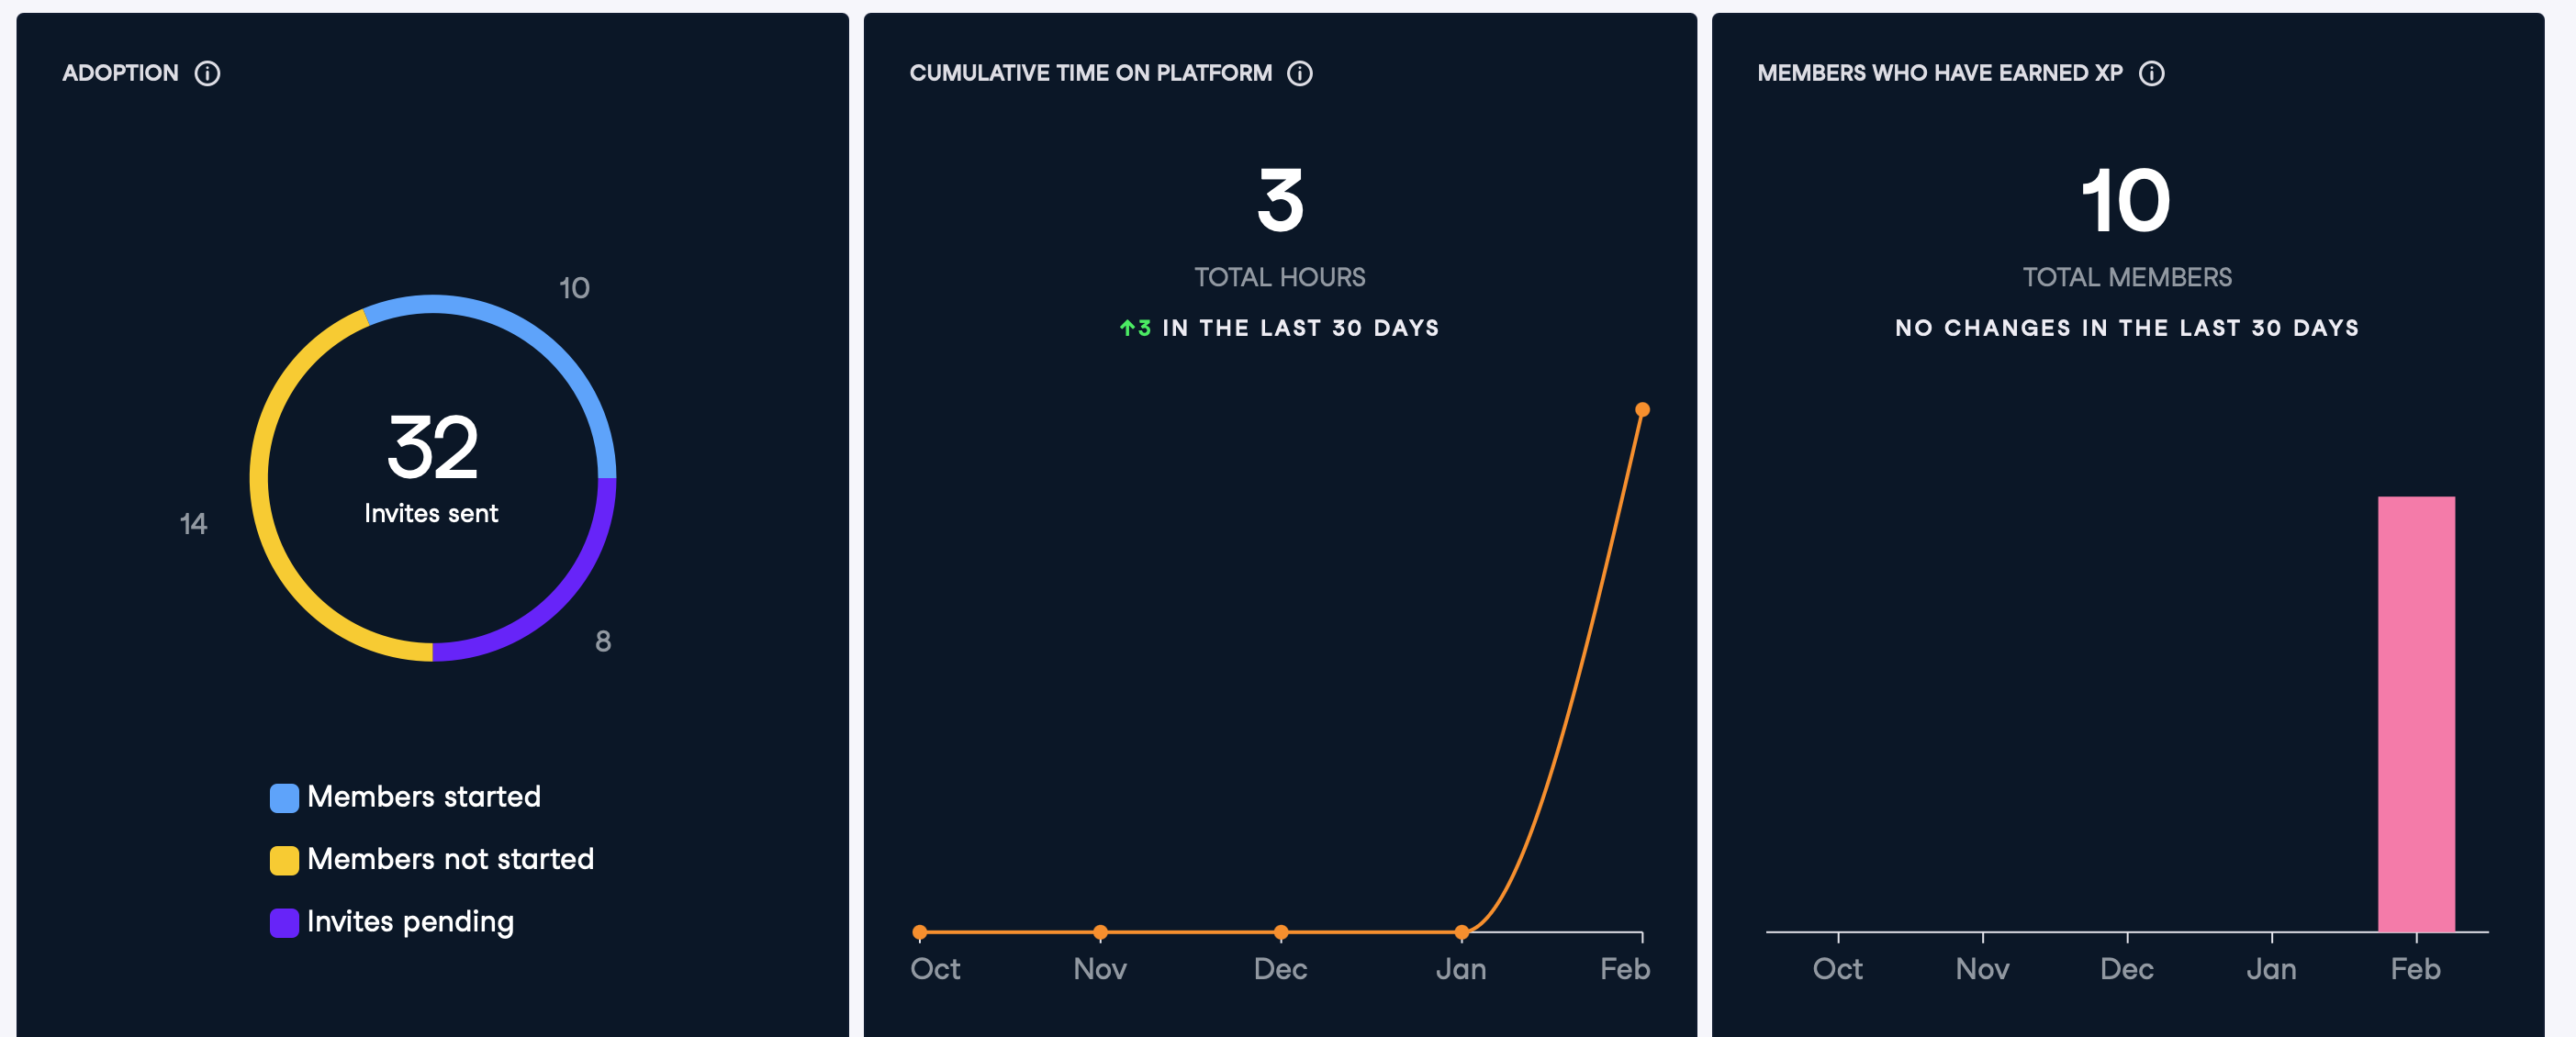 ADOPTION
10
32
Invites sent
14
8
Members started
Members not started
Invites pending
CUMULATIVE TIME ON PLATFORM
3
TOTAL HOURS
↑3 IN THE LAST 30 DAYS
Oct Nov Dec Jan Feb
MEMBERS WHO HAVE EARNED XP
10
TOTAL MEMBERS
NO CHANGES IN THE LAST 30 DAYS
Oct Nov Dec Jan Feb